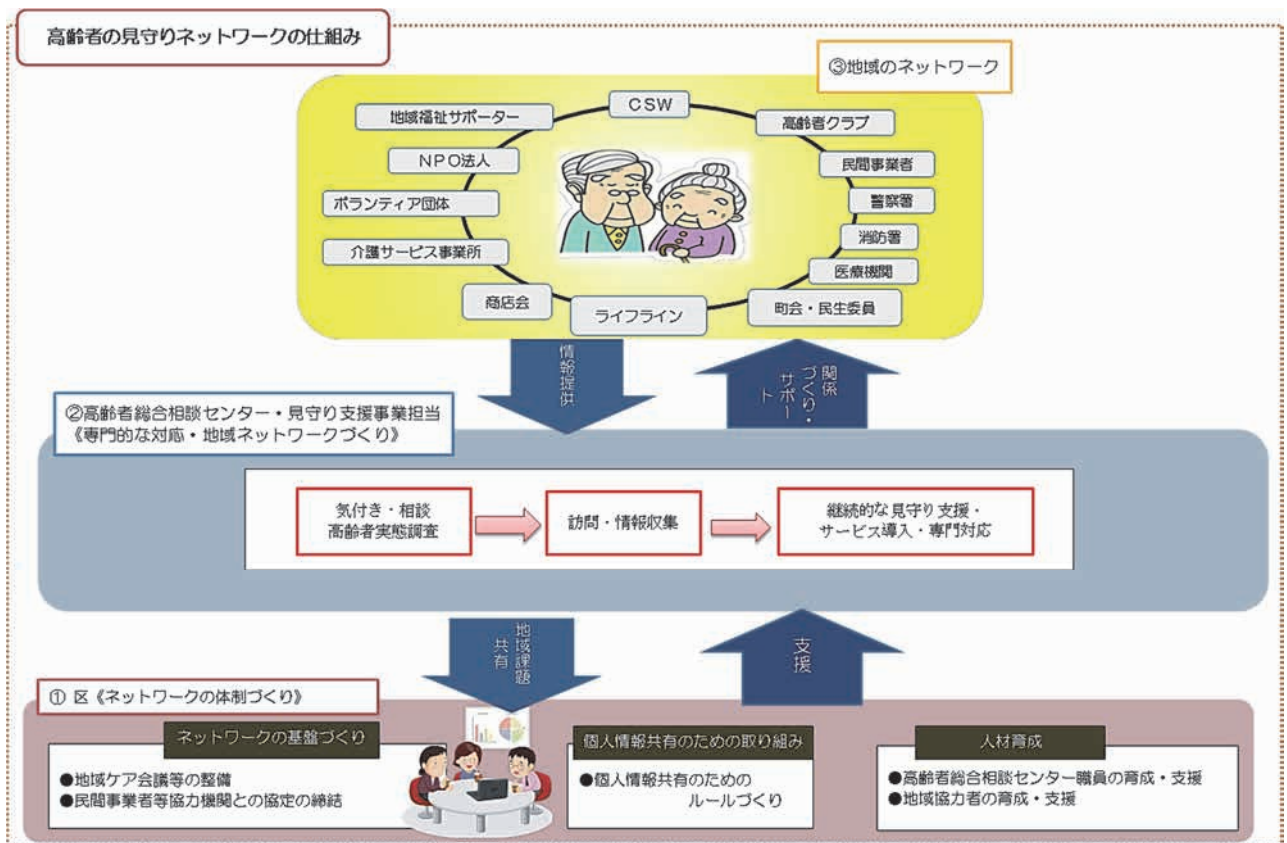 高齢者の見守りネットワークの仕組み
③地域のネットワーク
CSW
地域福祉サポーター
高齢者クラブ
NPO法人
民間事業者
ボランティア団体
警察署
消防署
介護サービス事業所
医療機関
商店会
ライフライン
町会・民生委員
情報提供
関係
づくり・
サポー
ト
②高齢者総合相談センター・見守り支援事業担当
《専門的な対応・地域ネットワークづくり》
気付き・相談
高齢者実態調査
訪問・情報収集
継続的な見守り支援・
サービス導入・専門対応
地域課題
共有
支援
① 区《ネットワークの体制づくり》
ネットワークの基盤づくり
●地域ケア会議等の整備
●民間事業者等協力機関との協定の締結
個人情報共有のための取り組み
●個人情報共有のための
ルールづくり
人材育成
●高齢者総合相談センター職員の育成・支援
●地域協力者の育成・支援